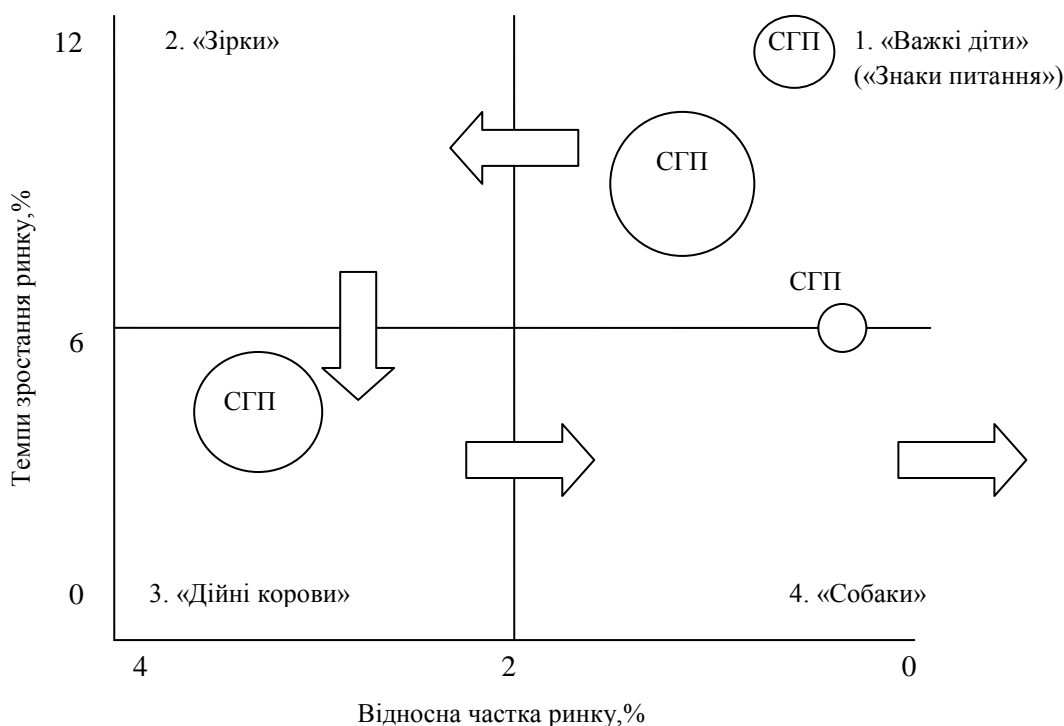 12
2. «Зірки»
СГП
1. «Важкі діти»
(«Знаки питання»)
СГП
Темпи зростання ринку,%
СГП
6
СГП
0
3. «Дійні корови»
4. «Собаки»
4
2
0
Відносна частка ринку,%